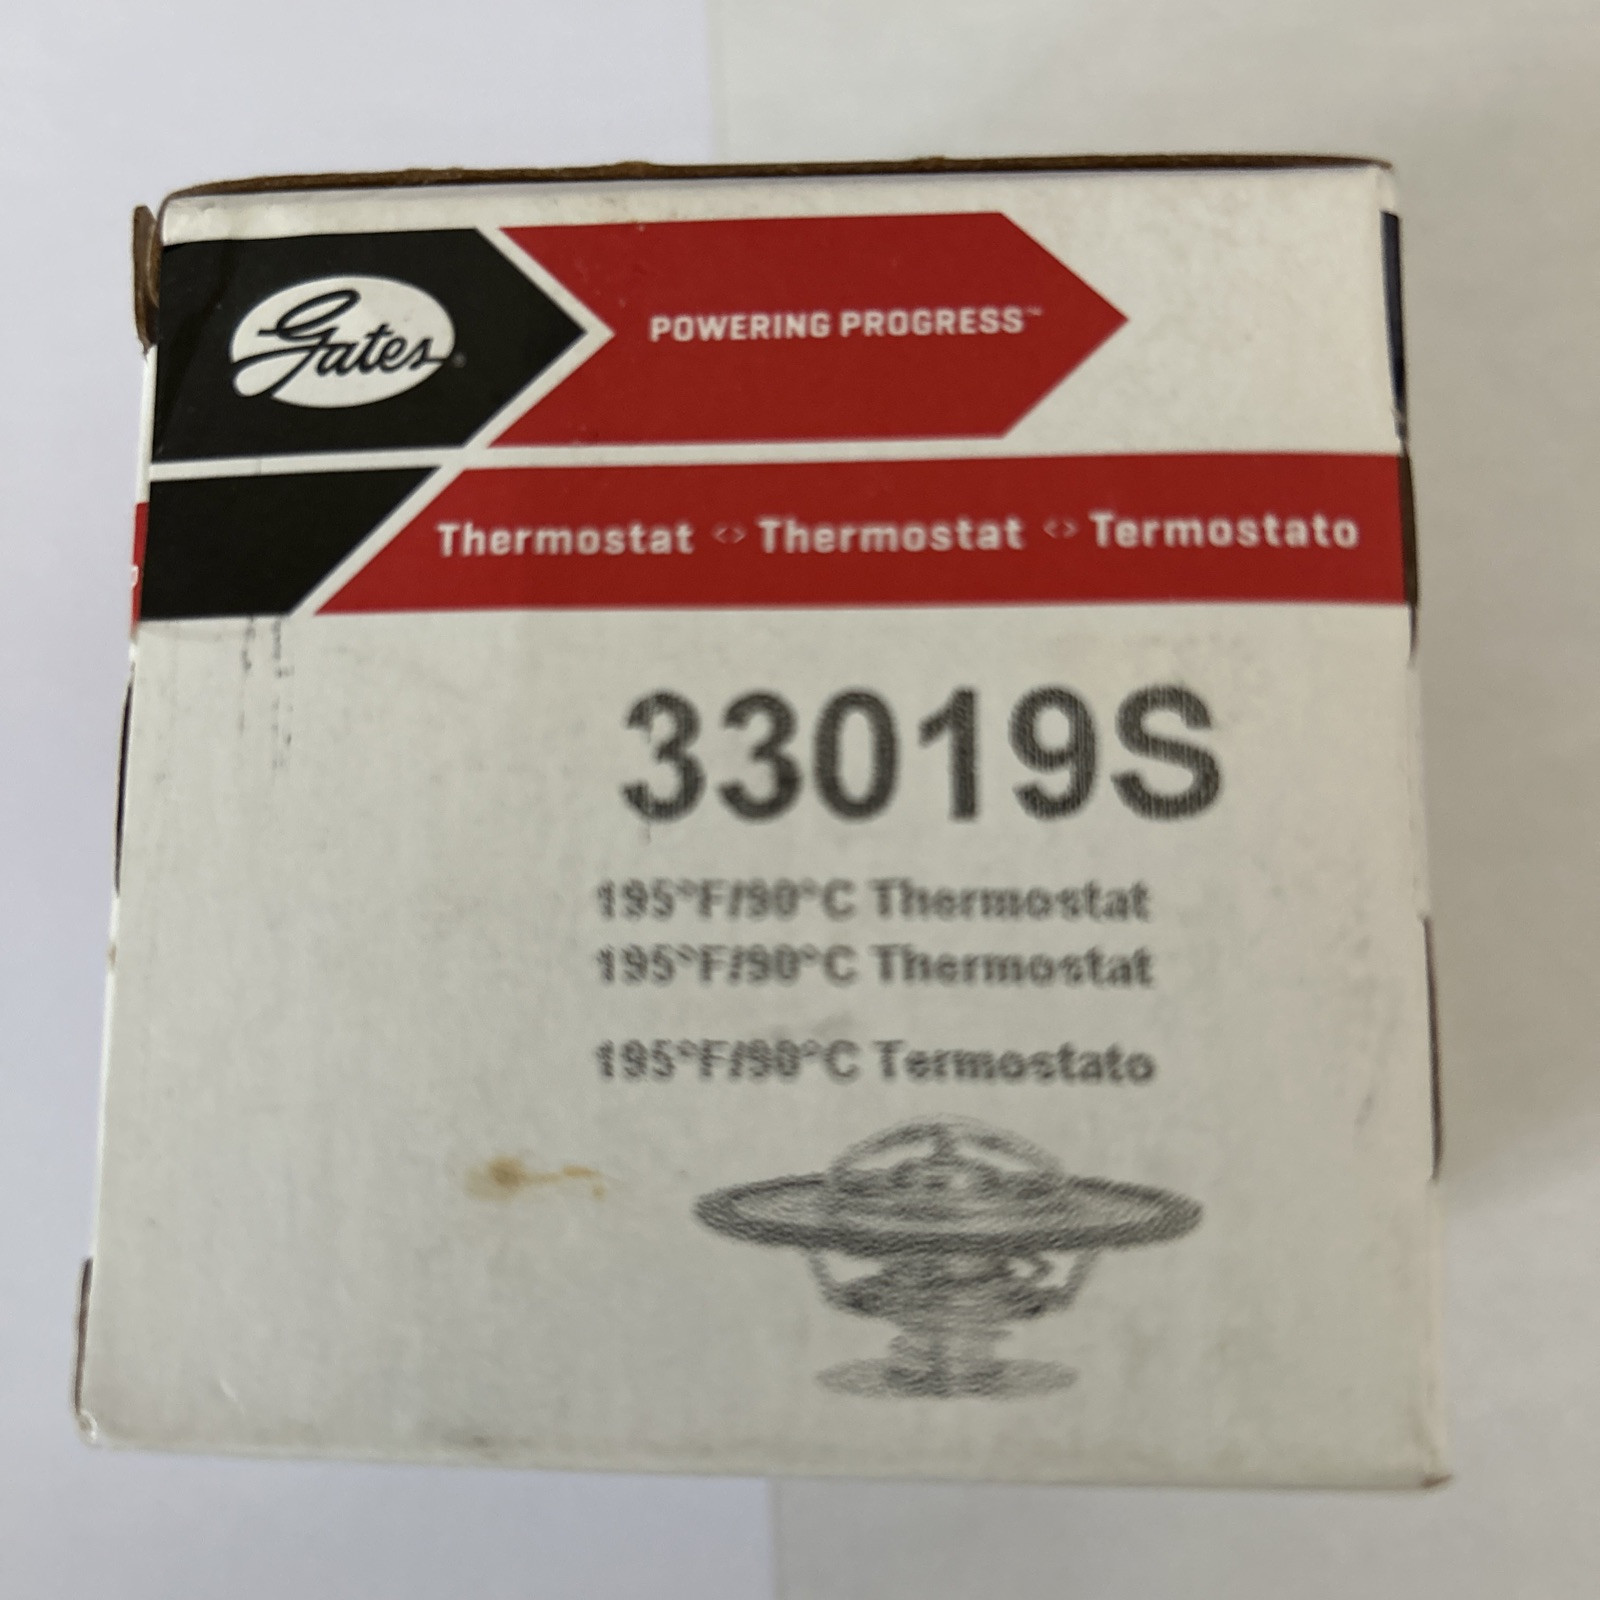 Gates
POWERING PROGRESS™
Thermostat <> Thermostat <> Termostato
33019S
195°F/90°C Thermostat
195°F/90°C Thermostat
195°F/90°C Termostato